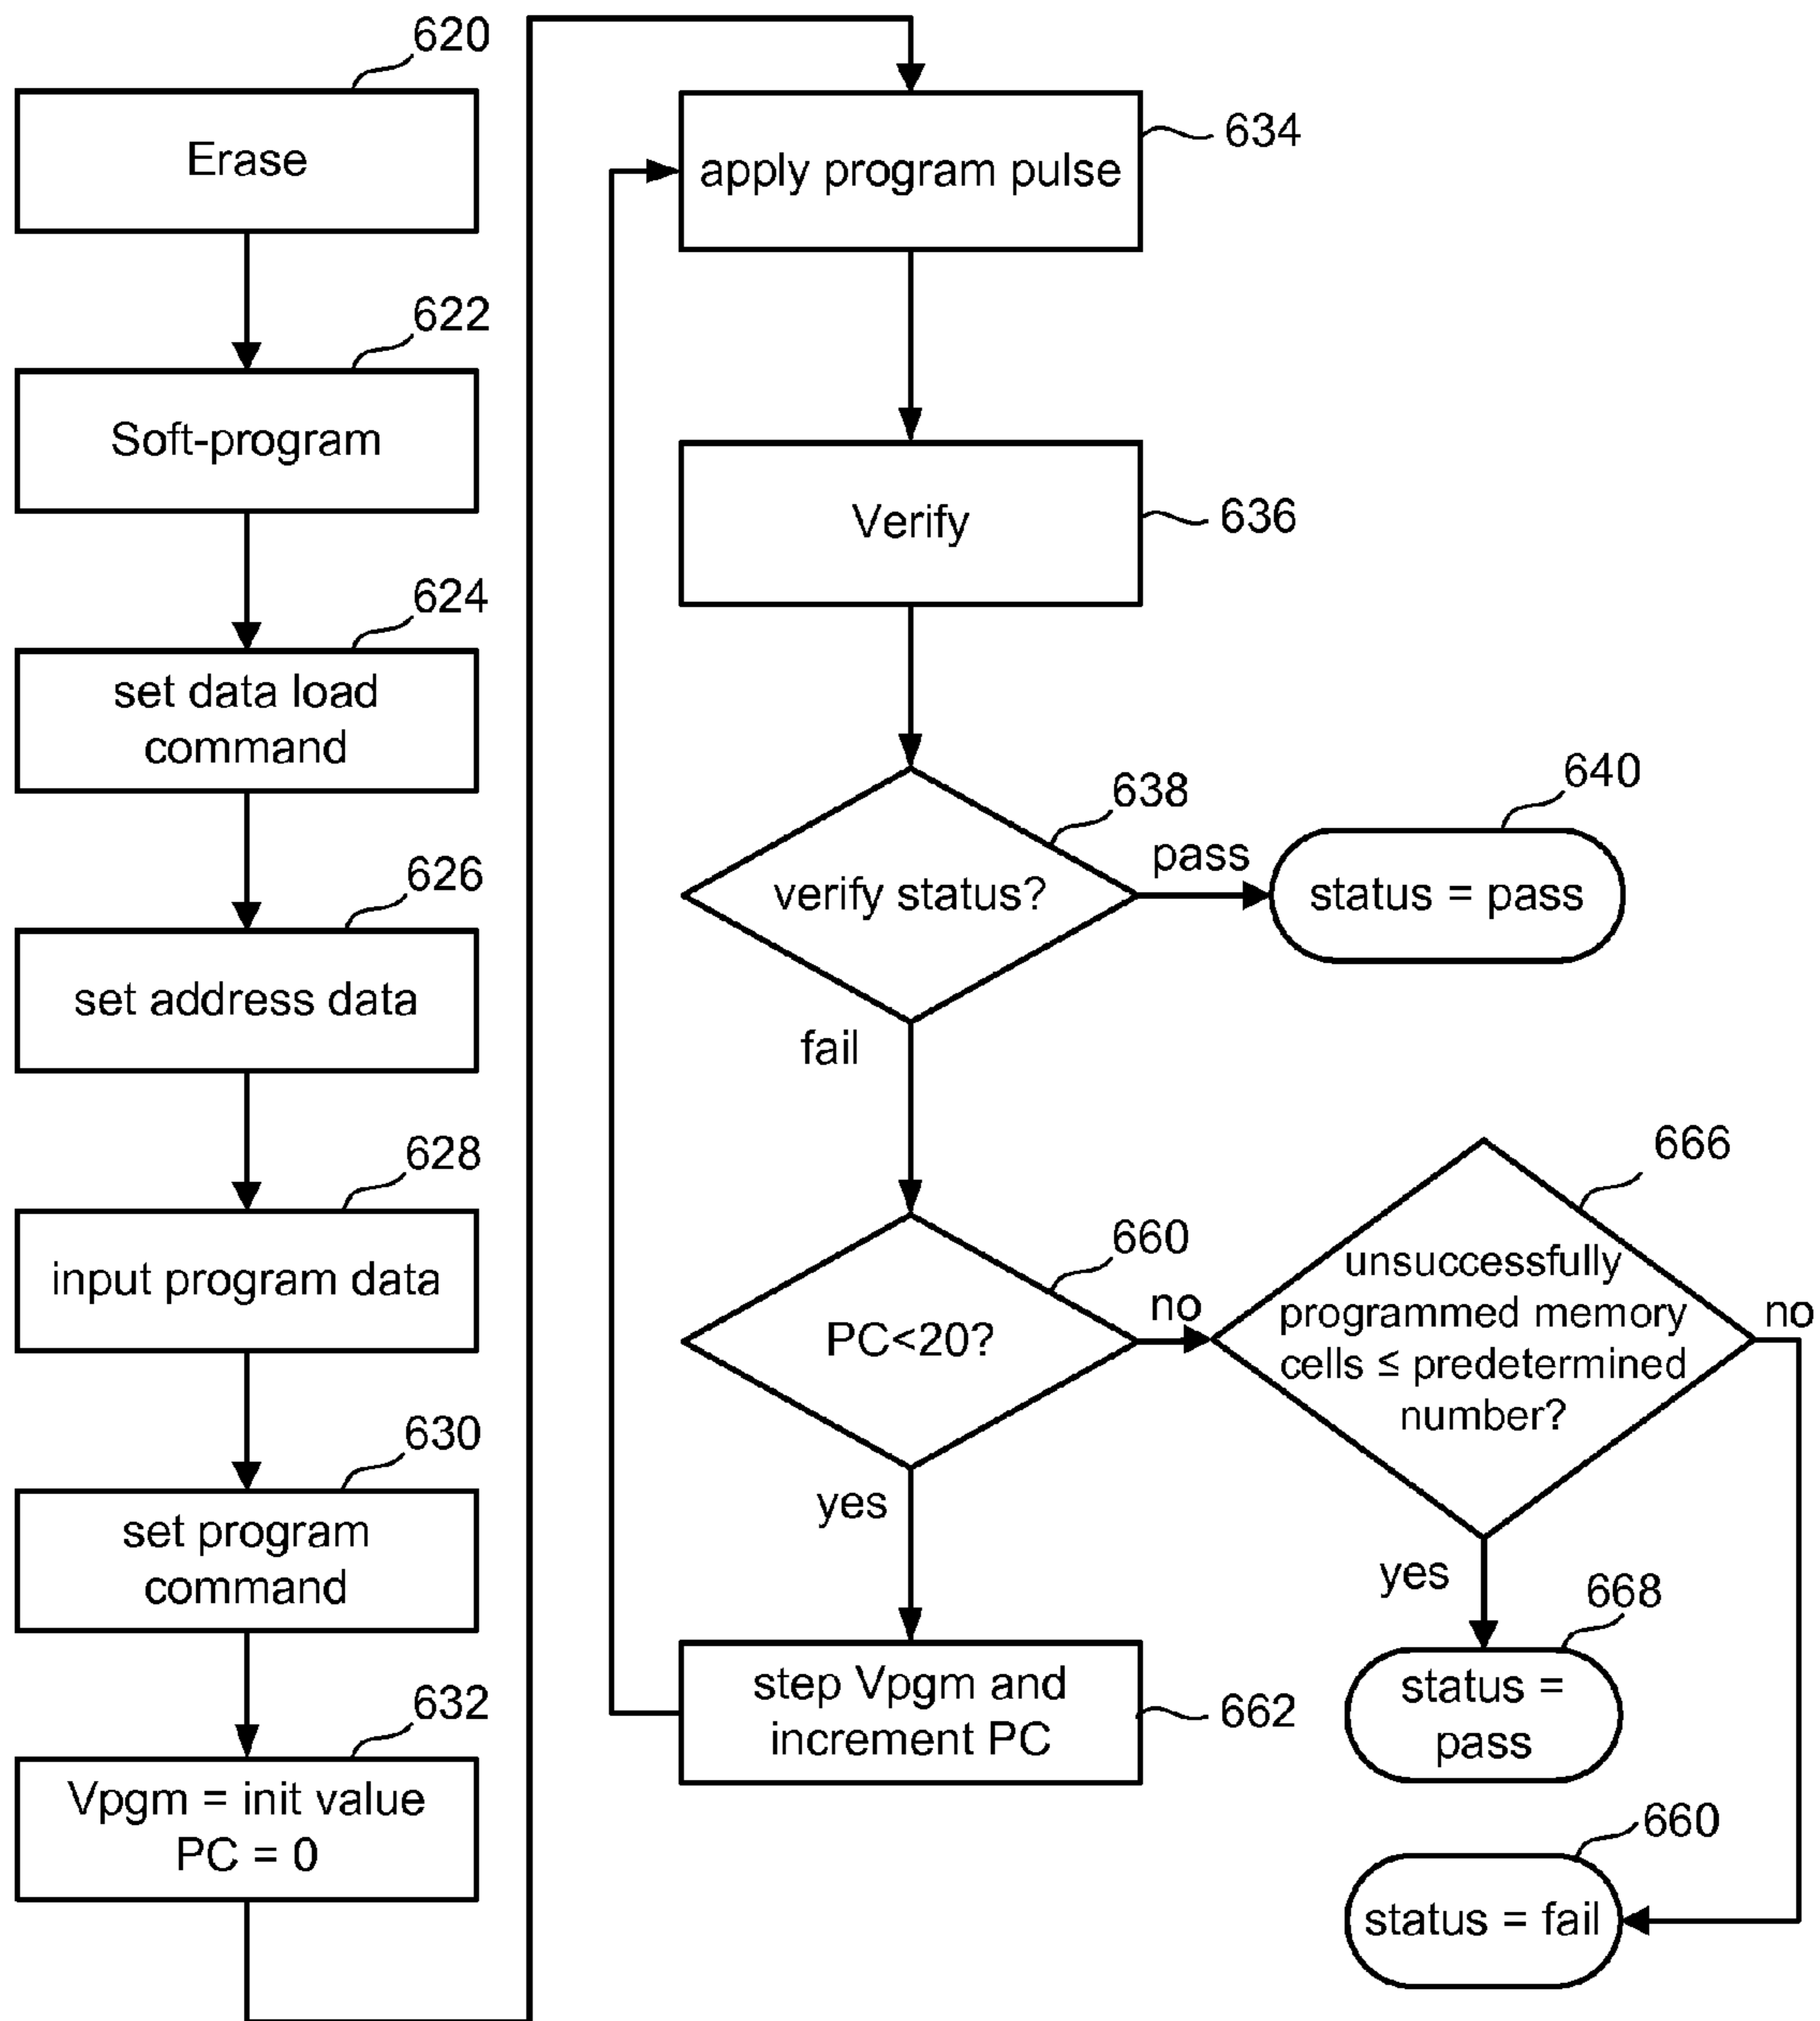 620
Erase
622
Soft-program
624
set data load
command
626
set address data
628
input program data
630
set program
command
632
Vpgm = init value
PC = 0
634
apply program pulse
636
Verify
638
verify status?
pass
640
status = pass
fail
660
PC<20?
no
666
unsuccessfully
programmed memory
cells ≤ predetermined
number?
no
yes
662
step Vpgm and
increment PC
yes
668
status =
pass
660
status = fail